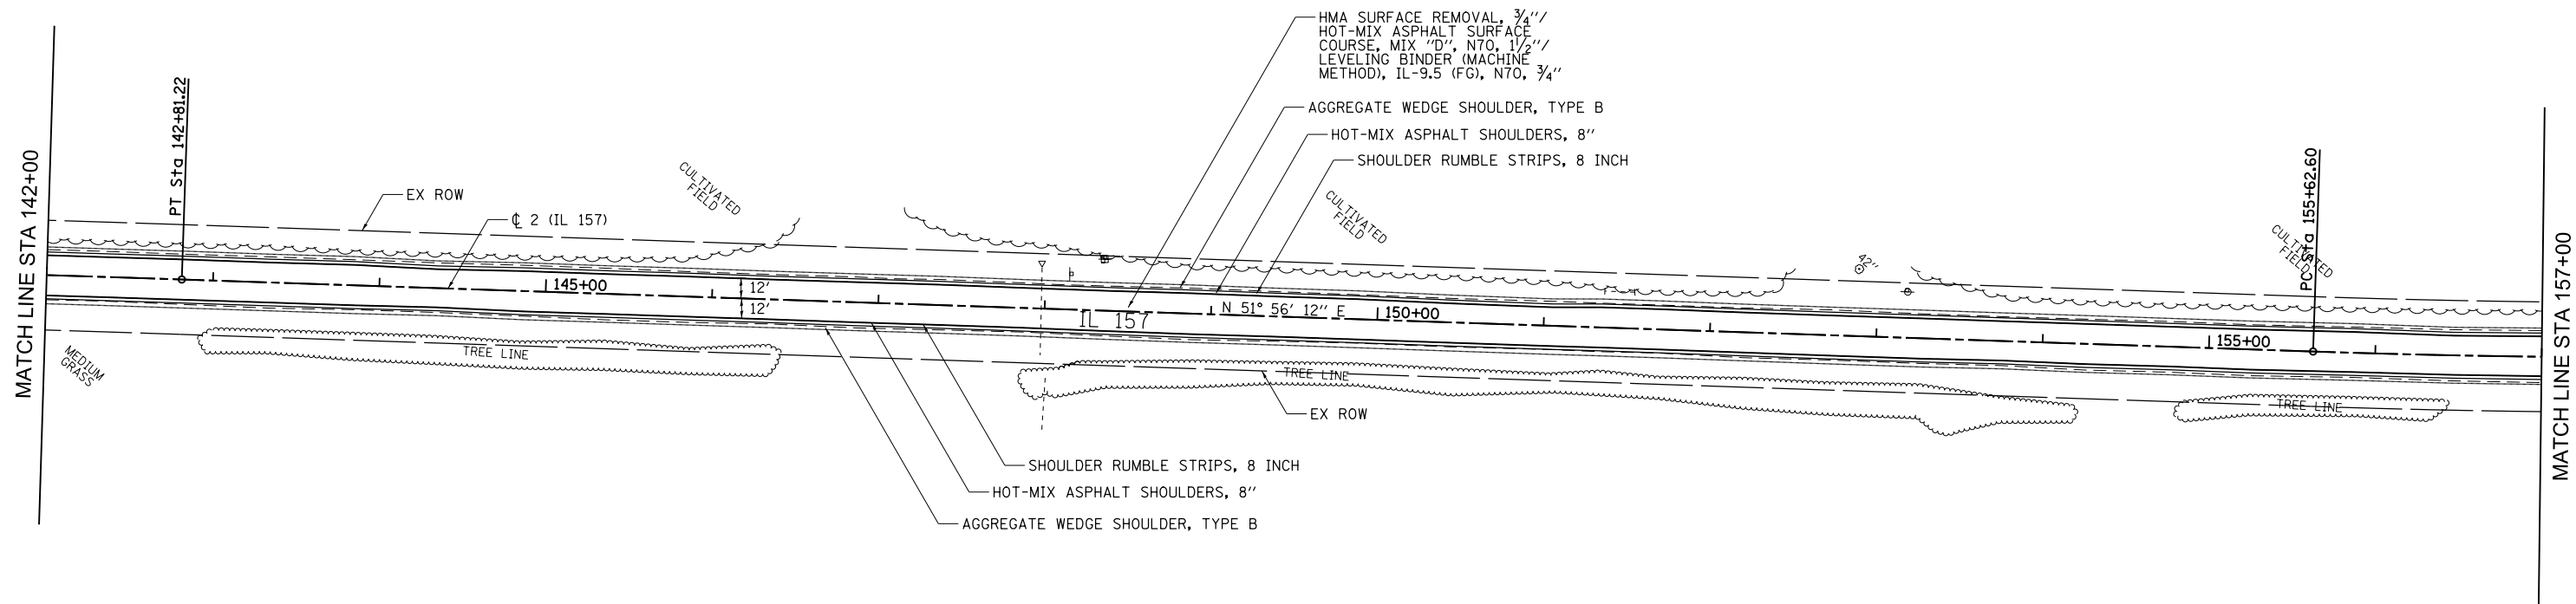 HMA SURFACE REMOVAL, 3/4"/
HOT-MIX ASPHALT SURFACE
COURSE, MIX "D", N70, 1 1/2"/
LEVELING BINDER (MACHINE
METHOD), IL-9.5 (FG), N70, 3/4"
AGGREGATE WEDGE SHOULDER, TYPE B
HOT-MIX ASPHALT SHOULDERS, 8"
SHOULDER RUMBLE STRIPS, 8 INCH
MATCH LINE STA 142+00
PT Sta 142+81.22
EX ROW
℄ 2 (IL 157)
CULTIVATED
FIELD
CULTIVATED
FIELD
42"
CULTIVATED
FIELD
PC Sta 155+62.60
MATCH LINE STA 157+00
145+00
12'
12'
IL 157
N 51° 56' 12" E
150+00
155+00
MEDIUM
GRASS
TREE LINE
TREE LINE
TREE LINE
EX ROW
SHOULDER RUMBLE STRIPS, 8 INCH
HOT-MIX ASPHALT SHOULDERS, 8"
AGGREGATE WEDGE SHOULDER, TYPE B